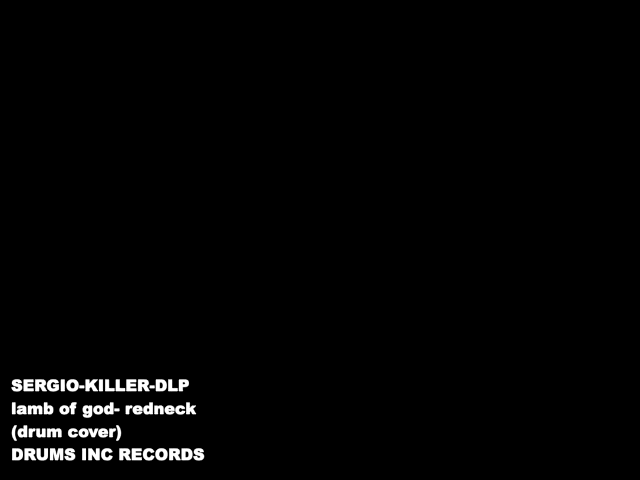 SERGIO-KILLER-DLP
lamb of god- redneck
(drum cover)
DRUMS INC RECORDS